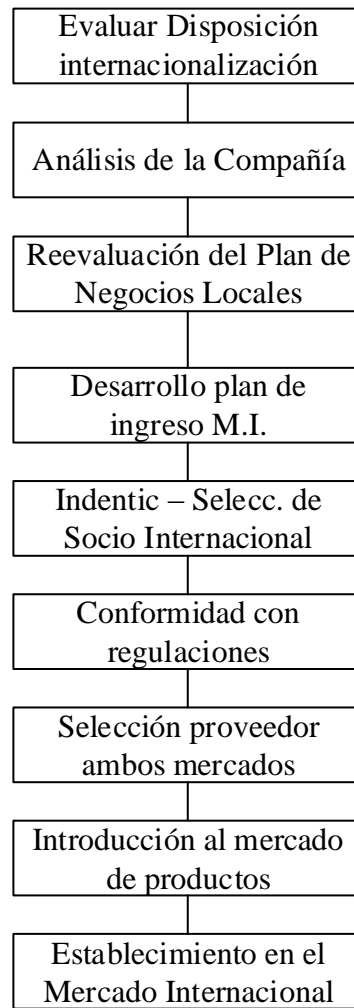 Evaluar Disposición
internacionalización
Análisis de la Compañía
Reevaluación del Plan de
Negocios Locales
Desarrollo plan de
ingreso M.I.
Indentic – Selecc. de
Socio Internacional
Conformidad con
regulaciones
Selección proveedor
ambos mercados
Introducción al mercado
de productos
Establecimiento en el
Mercado Internacional